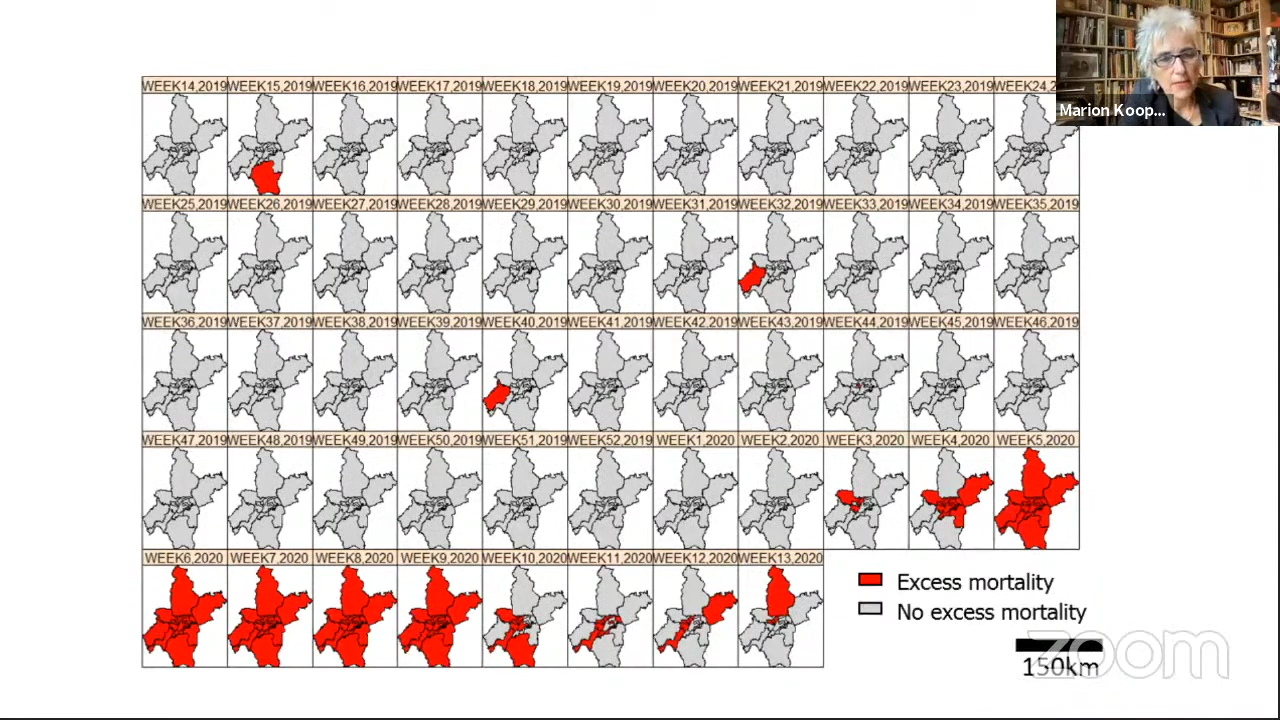 WEEK14,2019 WEEK15,2019 WEEK16,2019 WEEK17,2019 WEEK18,2019 WEEK19,2019 WEEK20,2019 WEEK21,2019 WEEK22,2019 WEEK23,2019 WEEK24,
Marion Koop...
WEEK25,2019 WEEK26,2019 WEEK27,2019 WEEK28,2019 WEEK29,2019 WEEK30,2019 WEEK31,2019 WEEK32,2019 WEEK33,2019 WEEK34,2019 WEEK35,2019
WEEK36,2019 WEEK37,2019 WEEK38,2019 WEEK39,2019 WEEK40,2019 WEEK41,2019 WEEK42,2019 WEEK43,2019 WEEK44,2019 WEEK45,2019 WEEK46,2019
WEEK47,2019 WEEK48,2019 WEEK49,2019 WEEK50,2019 WEEK51,2019 WEEK52,2019 WEEK1,2020 WEEK2,2020 WEEK3,2020 WEEK4,2020 WEEK5,2020
WEEK6,2020 WEEK7,2020 WEEK8,2020 WEEK9,2020 WEEK10,2020 WEEK11,2020 WEEK12,2020 WEEK13,2020
Excess mortality
No excess mortality
zoom
150km